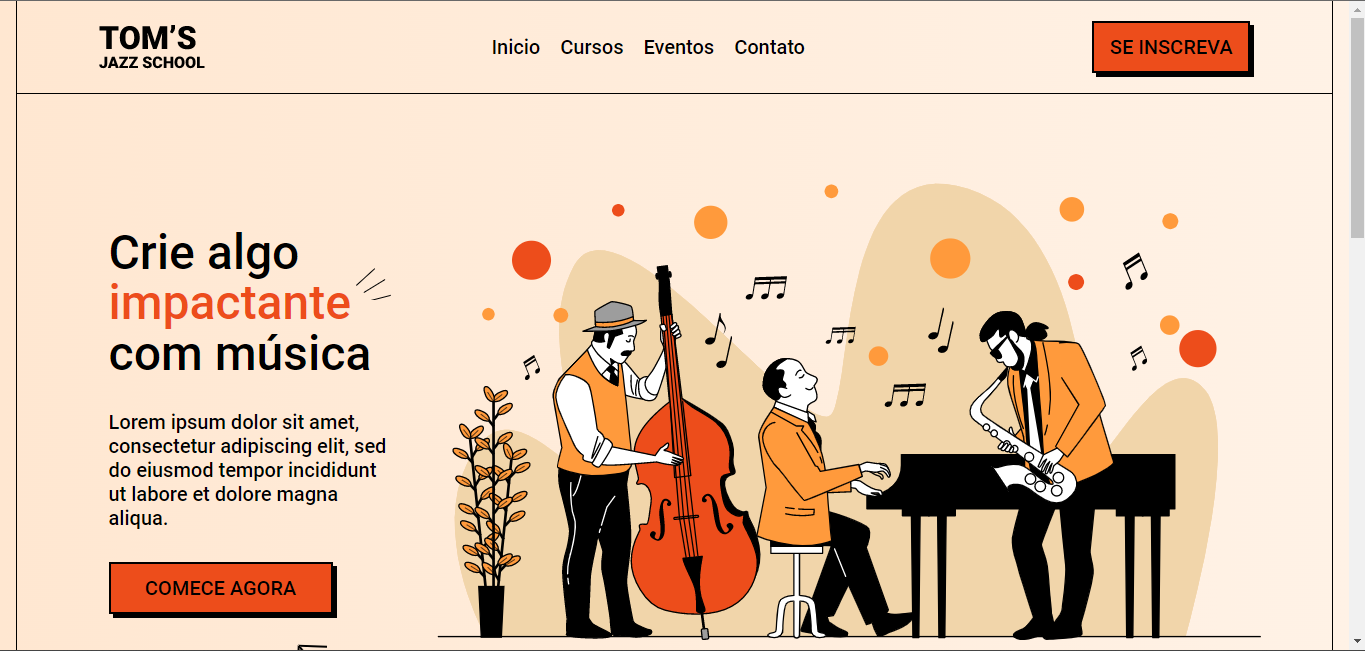 TOM’S
JAZZ SCHOOL
Inicio Cursos Eventos Contato
SE INSCREVA
Crie algo
impactante
com música
Lorem ipsum dolor sit amet,
consectetur adipiscing elit, sed
do eiusmod tempor incididunt
ut labore et dolore magna
aliqua.
COMECE AGORA